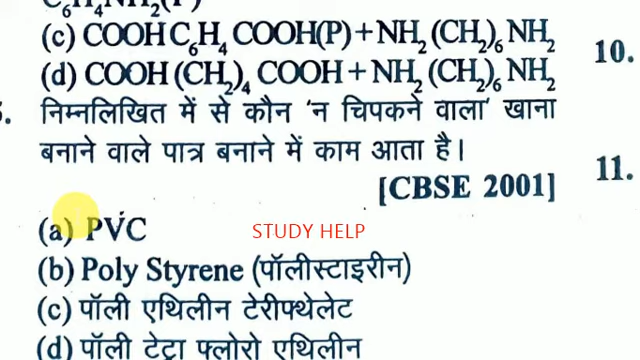 C₆H₄NH₂(P)
(c) COOH C₆H₄ COOH(P) + NH₂ (CH₂)₆ NH₂
(d) COOH (CH₂)₄ COOH + NH₂ (CH₂)₆ NH₂
निम्नलिखित में से कौन 'न चिपकने वाला' खाना
बनाने वाले पात्र बनाने में काम आता है।
[CBSE 2001]
(a) PVC
STUDY HELP
(b) Poly Styrene (पॉलीस्टाइरीन)
(c) पॉली एथिलीन टेरीफ्थेलेट
(d) पॉली टेट्रा फ्लोरो एथिलीन
10.
11.